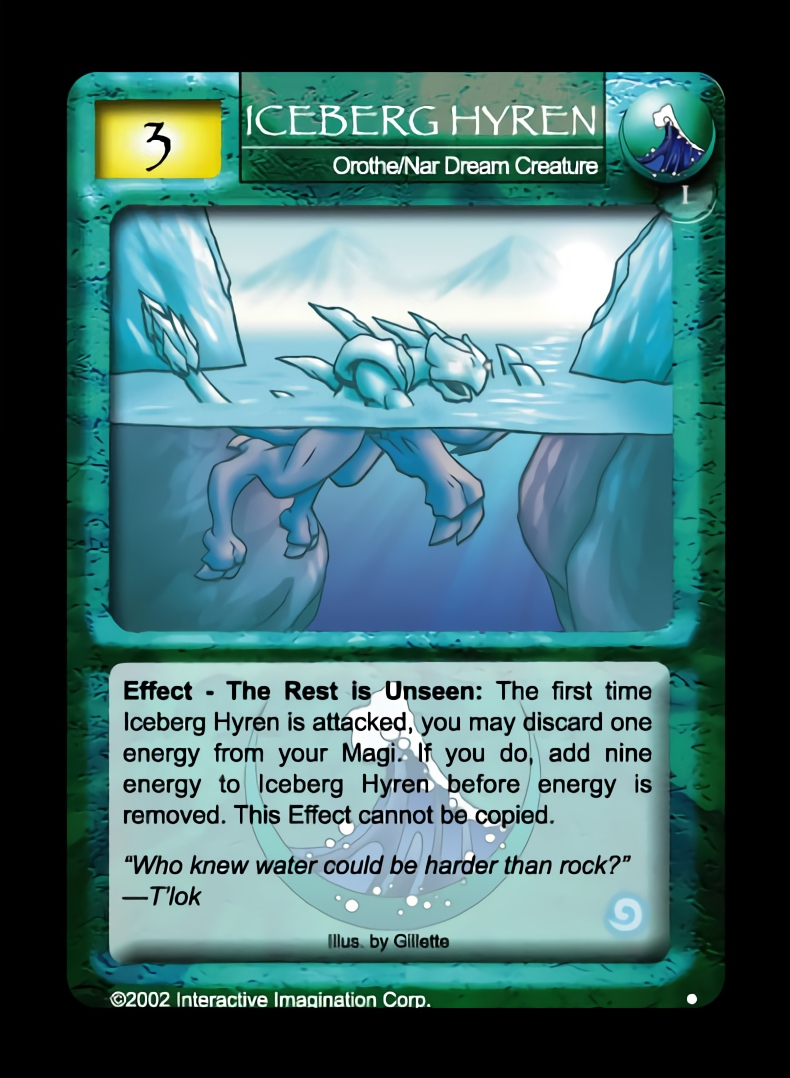 3
ICEBERG HYREN
Orothe/Nar Dream Creature
L
Effect - The Rest is Unseen: The first time
Iceberg Hyren is attacked, you may discard one
energy from your Magi. If you do, add nine
energy to Iceberg Hyren before energy is
removed. This Effect cannot be copied.
“Who knew water could be harder than rock?”
—T’lok
Illus. by Gillette
©2002 Interactive Imagination Corp.